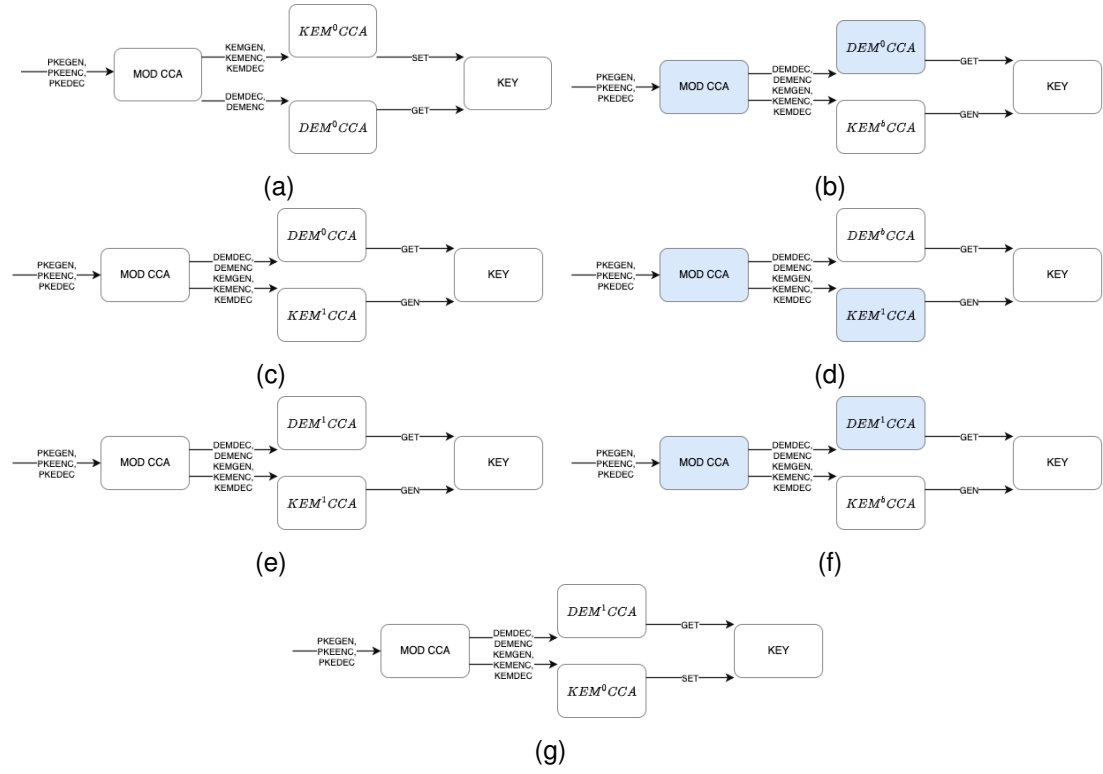 PKEGEN,
PKEENC,
PKEDEC
MOD CCA
KEMGEN,
KEMENC,
KEMDEC
DEMDEC,
DEMENC
KEM⁰CCA
DEM⁰CCA
SET
GET
KEY
(a)
PKEGEN,
PKEENC,
PKEDEC
MOD CCA
DEMDEC,
DEMENC
KEMGEN,
KEMENC,
KEMDEC
DEM⁰CCA
KEMᵇCCA
GET
GEN
KEY
(b)
PKEGEN,
PKEENC,
PKEDEC
MOD CCA
DEMDEC,
DEMENC
KEMGEN,
KEMENC,
KEMDEC
DEM⁰CCA
KEM¹CCA
GET
GEN
KEY
(c)
PKEGEN,
PKEENC,
PKEDEC
MOD CCA
DEMDEC,
DEMENC
KEMGEN,
KEMENC,
KEMDEC
DEMᵇCCA
KEM¹CCA
GET
GEN
KEY
(d)
PKEGEN,
PKEENC,
PKEDEC
MOD CCA
DEMDEC,
DEMENC
KEMGEN,
KEMENC,
KEMDEC
DEM¹CCA
KEM¹CCA
GET
GEN
KEY
(e)
PKEGEN,
PKEENC,
PKEDEC
MOD CCA
DEMDEC,
DEMENC
KEMGEN,
KEMENC,
KEMDEC
DEM¹CCA
KEMᵇCCA
GET
GEN
KEY
(f)
PKEGEN,
PKEENC,
PKEDEC
MOD CCA
DEMDEC,
DEMENC
KEMGEN,
KEMENC,
KEMDEC
DEM¹CCA
KEM⁰CCA
GET
SET
KEY
(g)